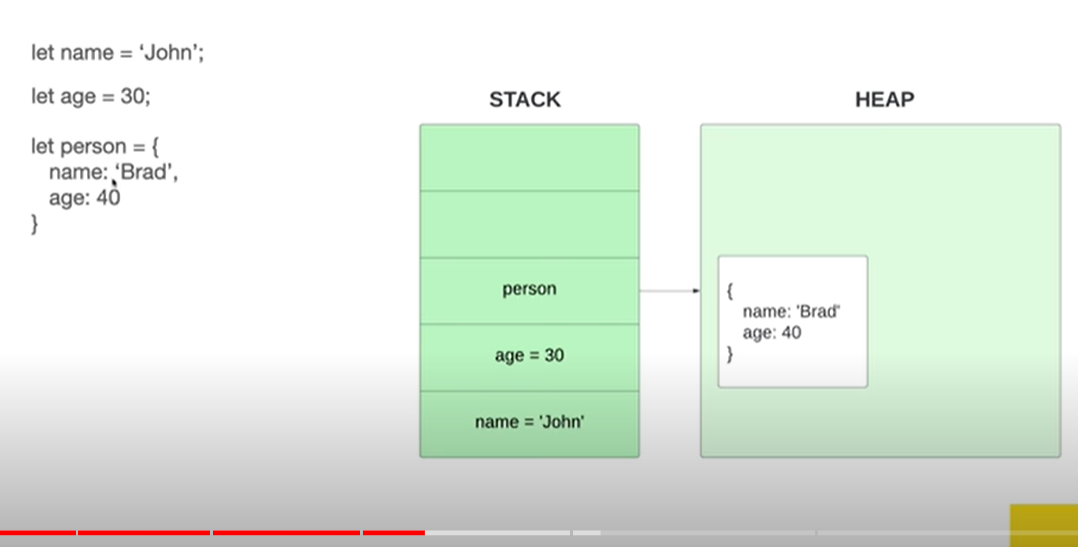 let name = ‘John’;
let age = 30;
let person = {
name: ‘Brad’,
age: 40
}
STACK
person
age = 30
name = 'John'
HEAP
{
name: 'Brad'
age: 40
}